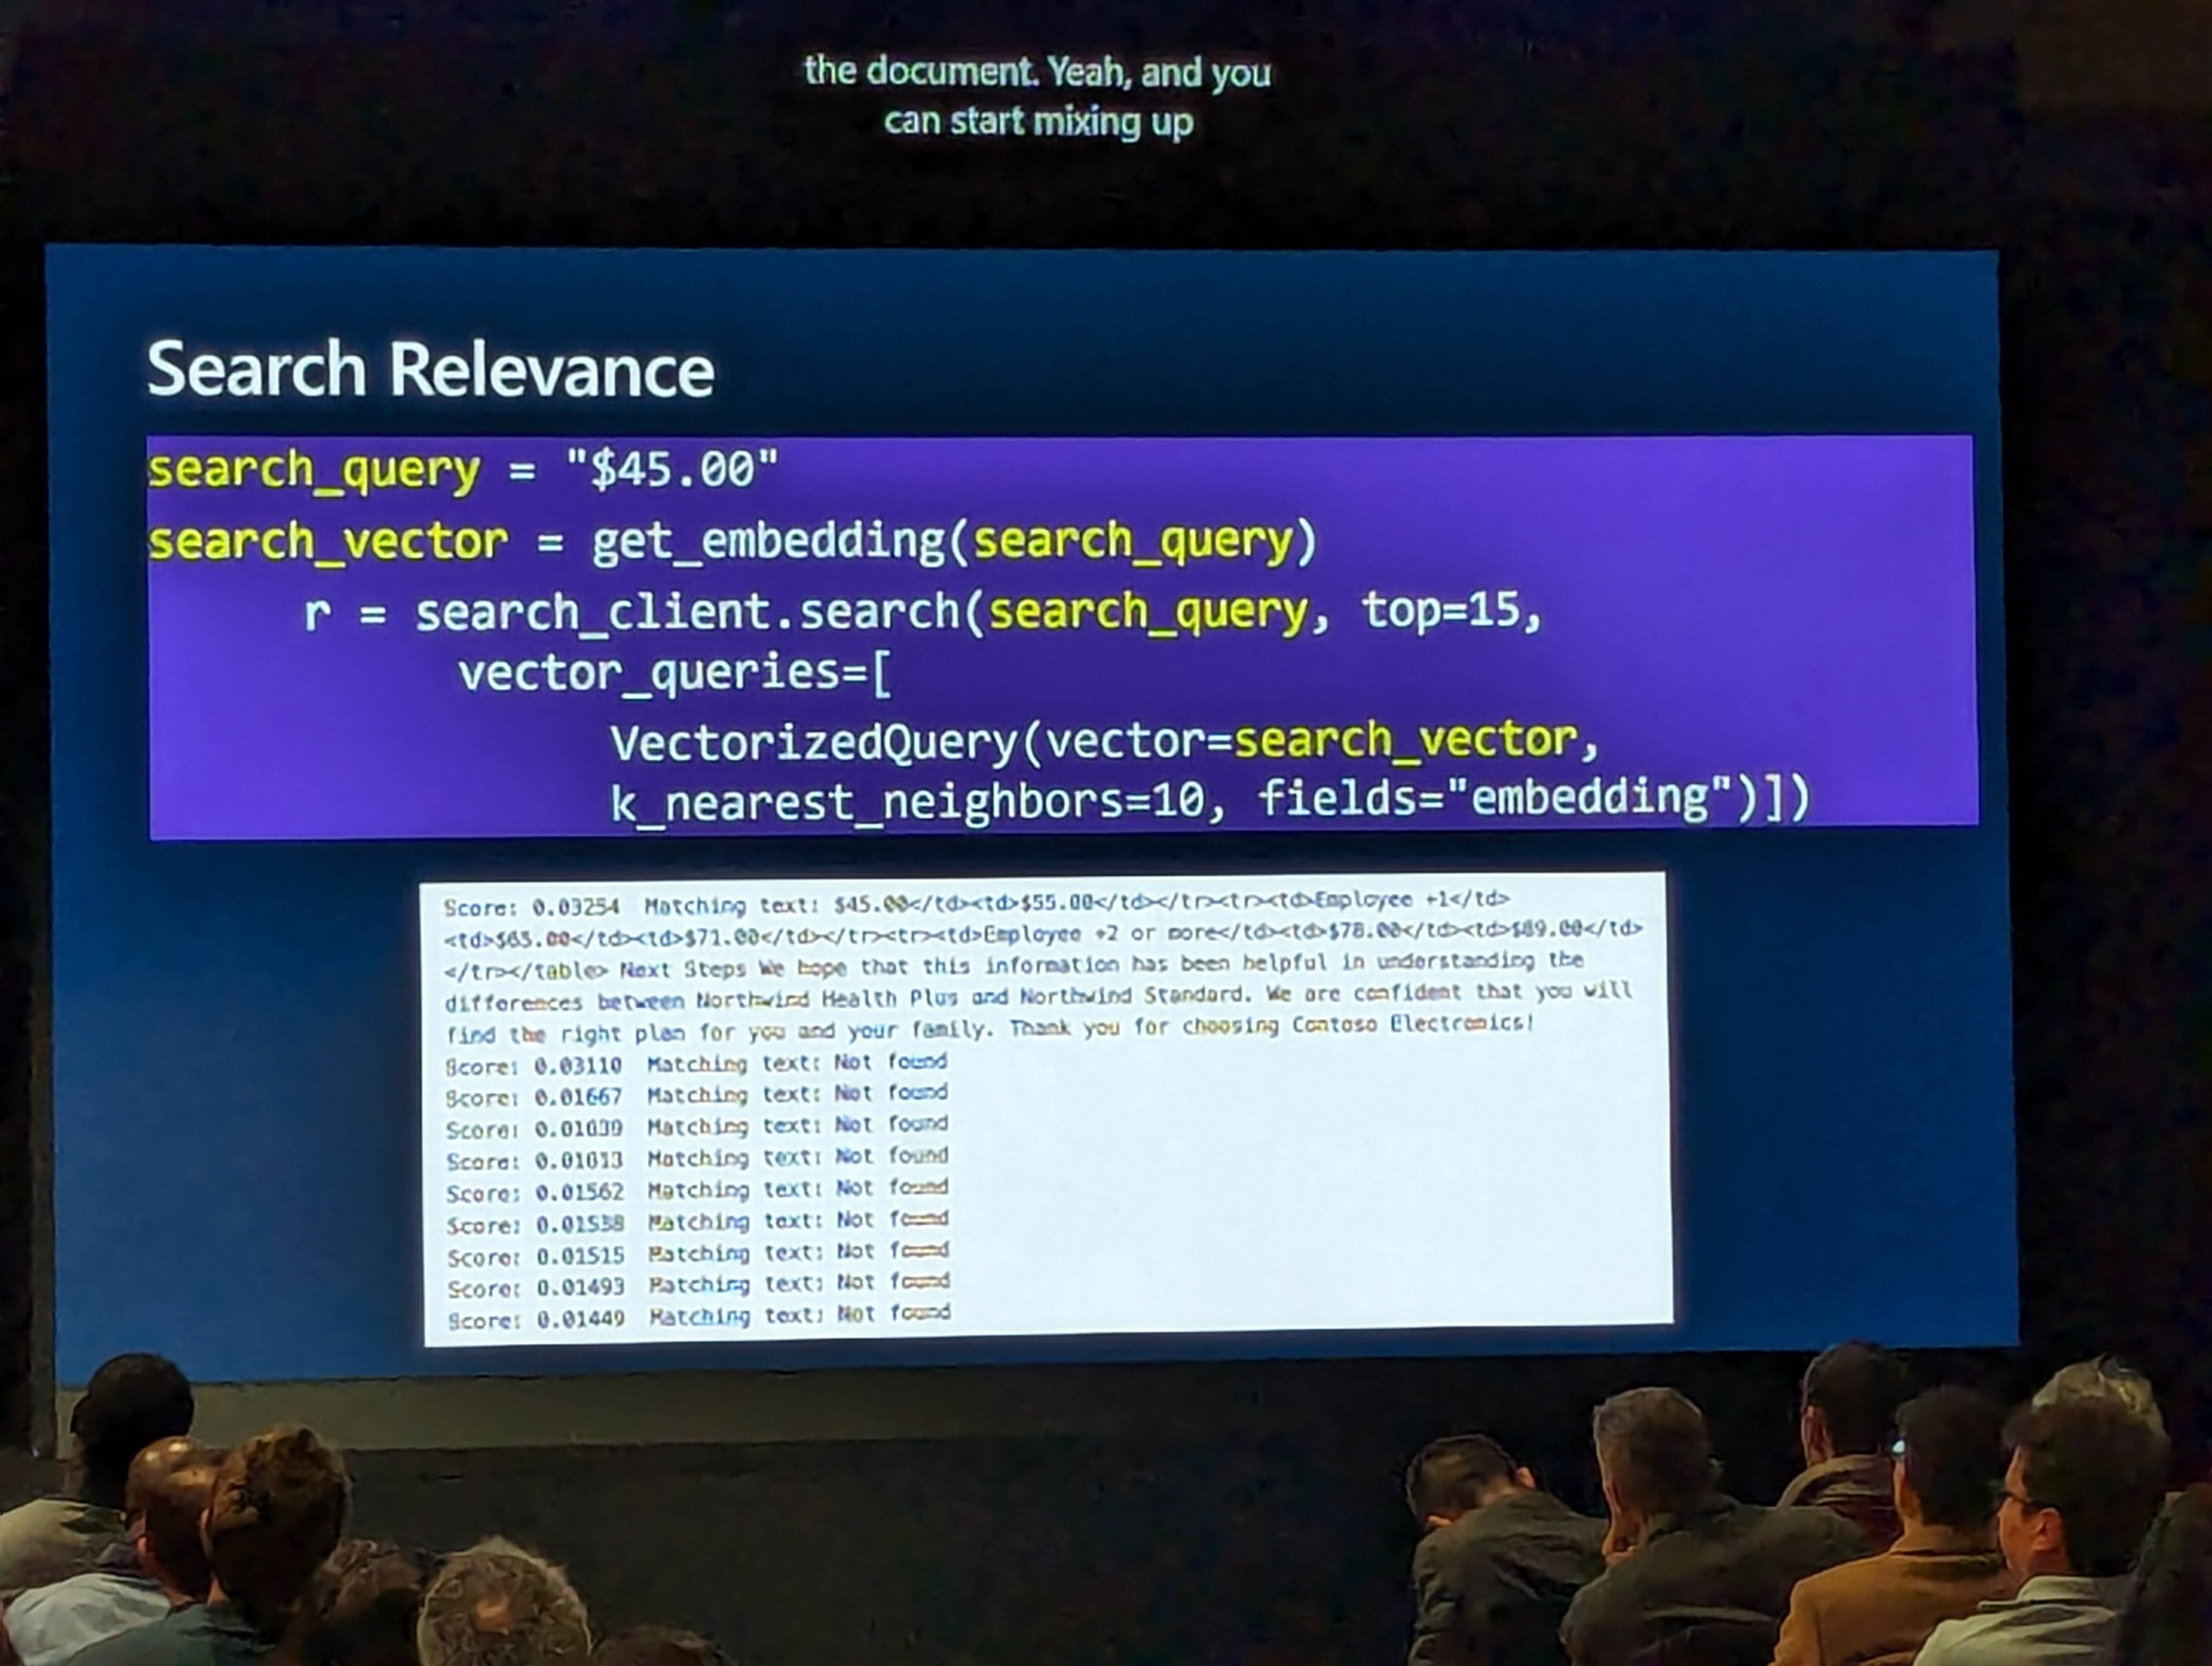 the document. Yeah, and you
can start mixing up
Search Relevance
search_query = "$45.00"
search_vector = get_embedding(search_query)
r = search_client.search(search_query, top=15,
vector_queries=[
VectorizedQuery(vector=search_vector,
k_nearest_neighbors=10, fields="embedding")])
Score: 0.03254 Matching text: $45.00</td><td>$55.00</td></tr><tr><td>Employee +1</td>
<td>$65.00</td><td>$71.00</td></tr><tr><td>Employee +2 or more</td><td>$78.00</td><td>$89.00</td>
</tr></table> Next Steps We hope that this information has been helpful in understanding the
differences between Northwind Health Plus and Northwind Standard. We are confident that you will
find the right plan for you and your family. Thank you for choosing Contoso Electronics!
Score: 0.03110 Matching text: Not found
Score: 0.01667 Matching text: Not found
Score: 0.01639 Matching text: Not found
Score: 0.01613 Matching text: Not found
Score: 0.01562 Matching text: Not found
Score: 0.01538 Matching text: Not found
Score: 0.01515 Matching text: Not found
Score: 0.01493 Matching text: Not found
Score: 0.01449 Matching text: Not found